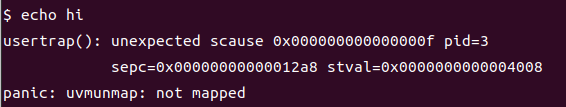 $ echo hi
usertrap(): unexpected scause 0x000000000000000f pid=3
            sepc=0x00000000000012a8 stval=0x0000000000004008
panic: uvmunmap: not mapped